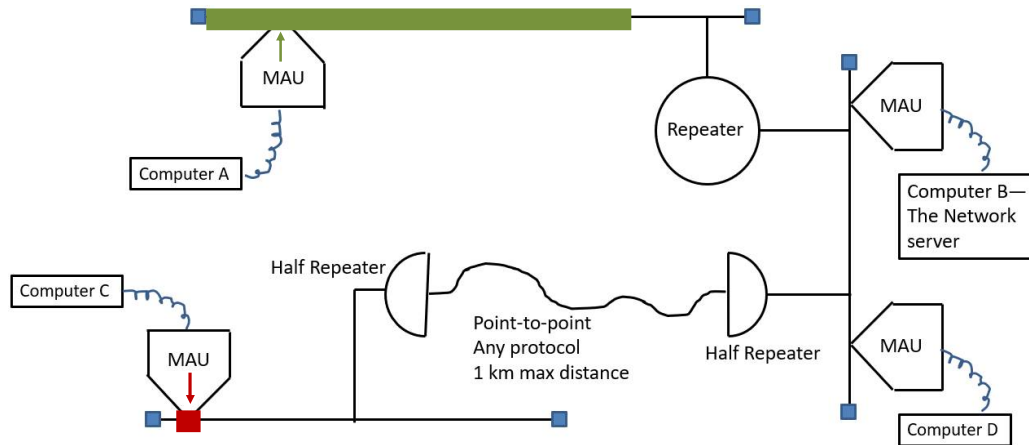 MAU
MAU
Repeater
Computer A
Computer B—
The Network
server
Half Repeater
Computer C
Point-to-point
Any protocol
1 km max distance
Half Repeater
MAU
MAU
Computer D